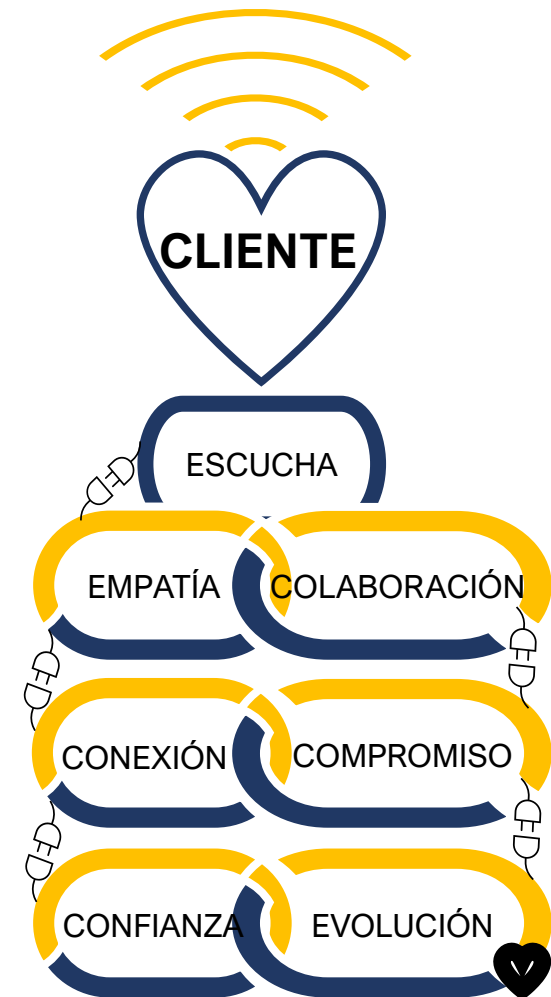 CLIENTE
ESCUCHA
EMPATÍA COLABORACIÓN
CONEXIÓN COMPROMISO
CONFIANZA EVOLUCIÓN